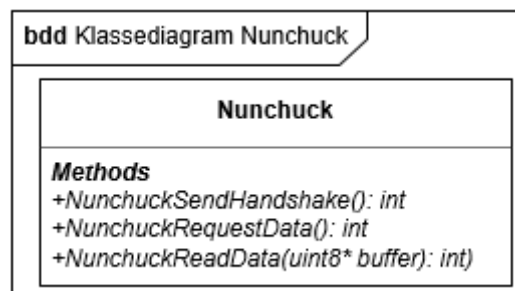 bdd Klassediagram Nunchuck
Nunchuck
Methods
+NunchuckSendHandshake(): int
+NunchuckRequestData(): int
+NunchuckReadData(uint8* buffer): int)